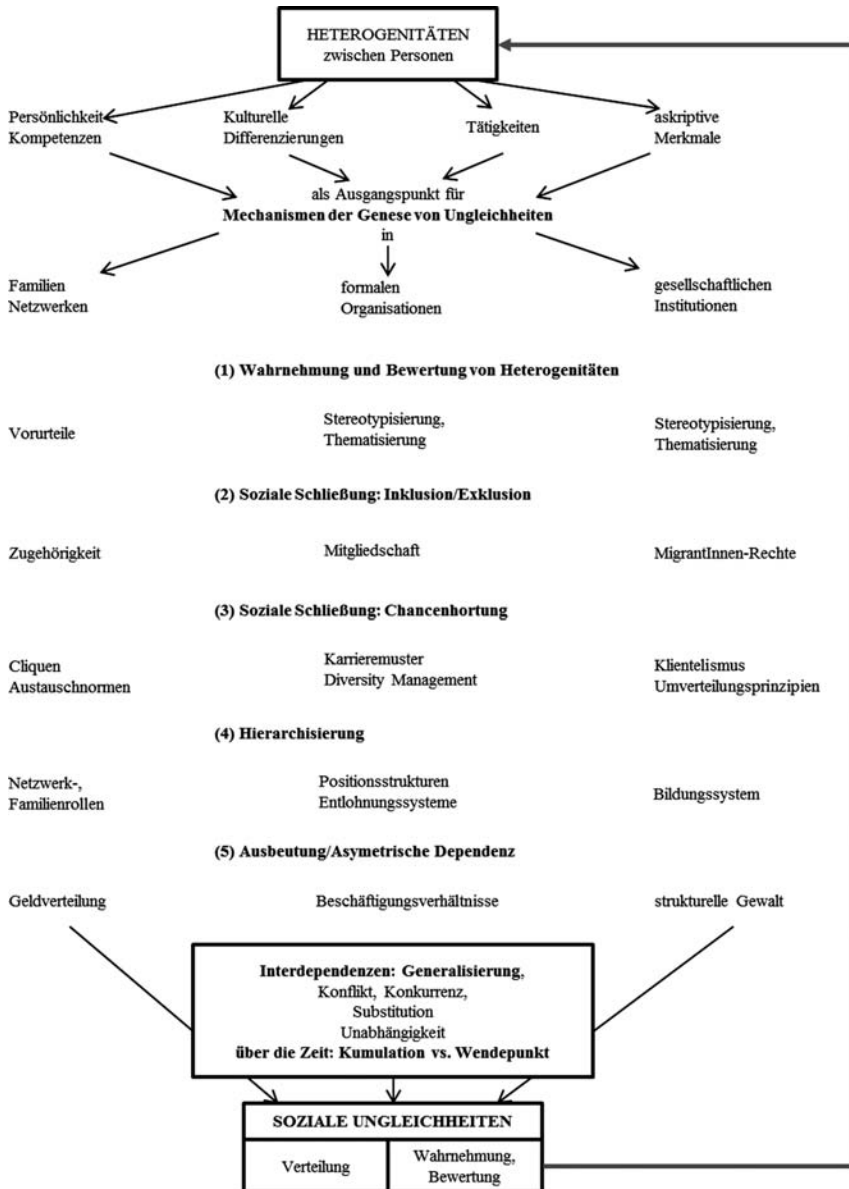 HETEROGENITÄTEN
zwischen Personen
Persönlichkeit
Kompetenzen
Kulturelle
Differenzierungen
Tätigkeiten
askriptive
Merkmale
als Ausgangspunkt für
Mechanismen der Genese von Ungleichheiten
in
Familien
Netzwerken
formalen
Organisationen
gesellschaftlichen
Institutionen
(1) Wahrnehmung und Bewertung von Heterogenitäten
Vorurteile
Stereotypisierung,
Thematisierung
Stereotypisierung,
Thematisierung
(2) Soziale Schließung: Inklusion/Exklusion
Zugehörigkeit
Mitgliedschaft
MigrantInnen-Rechte
(3) Soziale Schließung: Chancenhortung
Cliquen
Austauschnormen
Karrieremuster
Diversity Management
Klientelismus
Umverteilungsprinzipien
(4) Hierarchisierung
Netzwerk-,
Familienrollen
Positionsstrukturen
Entlohnungssysteme
Bildungssystem
(5) Ausbeutung/Asymetrische Dependenz
Geldverteilung
Beschäftigungsverhältnisse
strukturelle Gewalt
Interdependenzen: Generalisierung,
Konflikt, Konkurrenz,
Substitution
Unabhängigkeit
über die Zeit: Kumulation vs. Wendepunkt
SOZIALE UNGLEICHHEITEN
Verteilung
Wahrnehmung,
Bewertung